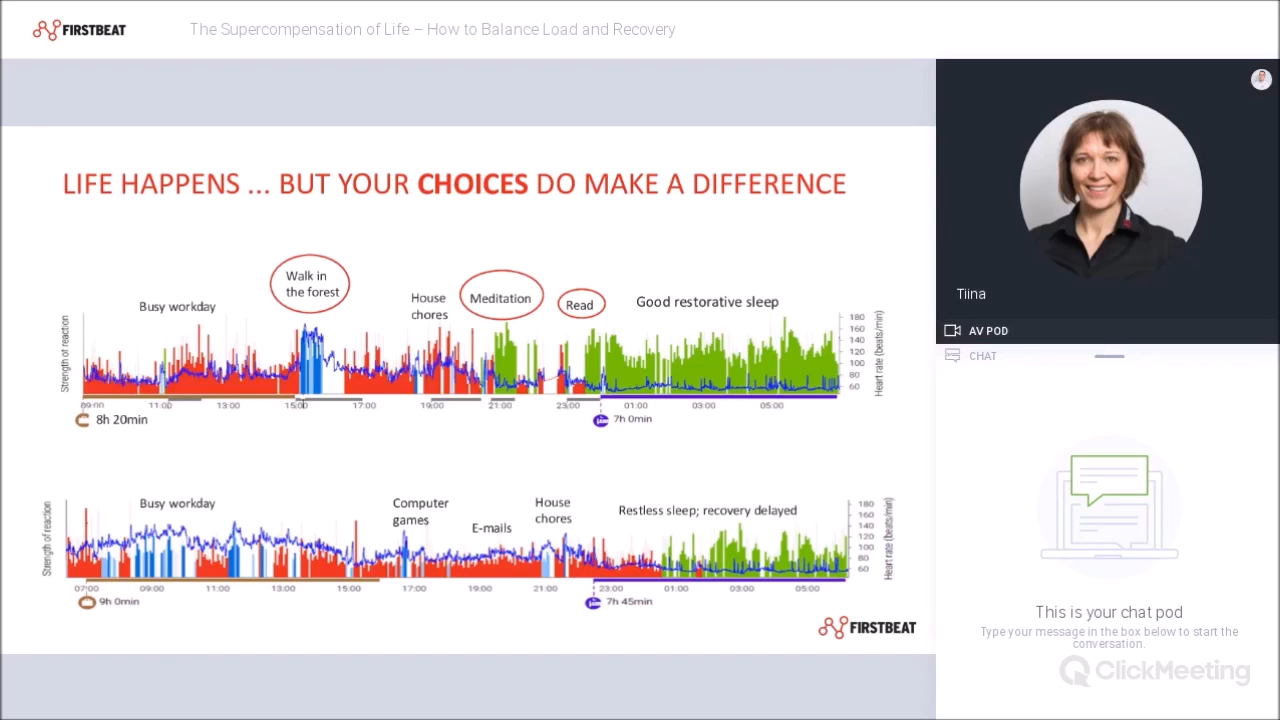 FIRSTBEAT
The Supercompensation of Life – How to Balance Load and Recovery
LIFE HAPPENS ... BUT YOUR CHOICES DO MAKE A DIFFERENCE
Walk in
the forest
Busy workday
House
chores
Meditation
Read
Good restorative sleep
Strength of reaction
180
160
140
120
100
80
60
Heart rate (beats/min)
09:00 11:00 13:00 15:00 17:00 19:00 21:00 23:00 01:00 03:00 05:00
8h 20min
7h 0min
Busy workday
Computer
games
E-mails
House
chores
Restless sleep; recovery delayed
Strength of reaction
180
160
140
120
100
80
60
Heart rate (beats/min)
07:00 09:00 11:00 13:00 15:00 17:00 19:00 21:00 23:00 01:00 03:00 05:00
9h 0min
7h 45min
FIRSTBEAT
Tiina
AV POD
CHAT
This is your chat pod
Type your message in the box below to start the
conversation.
ClickMeeting